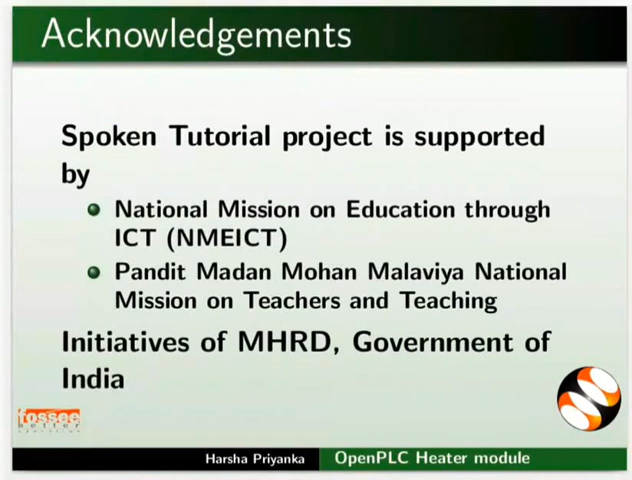 Acknowledgements
Spoken Tutorial project is supported
by
National Mission on Education through
ICT (NMEICT)
Pandit Madan Mohan Malaviya National
Mission on Teachers and Teaching
Initiatives of MHRD, Government of
India
fossee
Harsha Priyanka OpenPLC Heater module